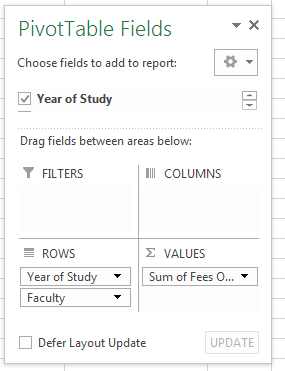 PivotTable Fields
Choose fields to add to report:
Year of Study
Drag fields between areas below:
FILTERS
COLUMNS
ROWS
Σ VALUES
Year of Study
Sum of Fees O...
Faculty
Defer Layout Update
UPDATE